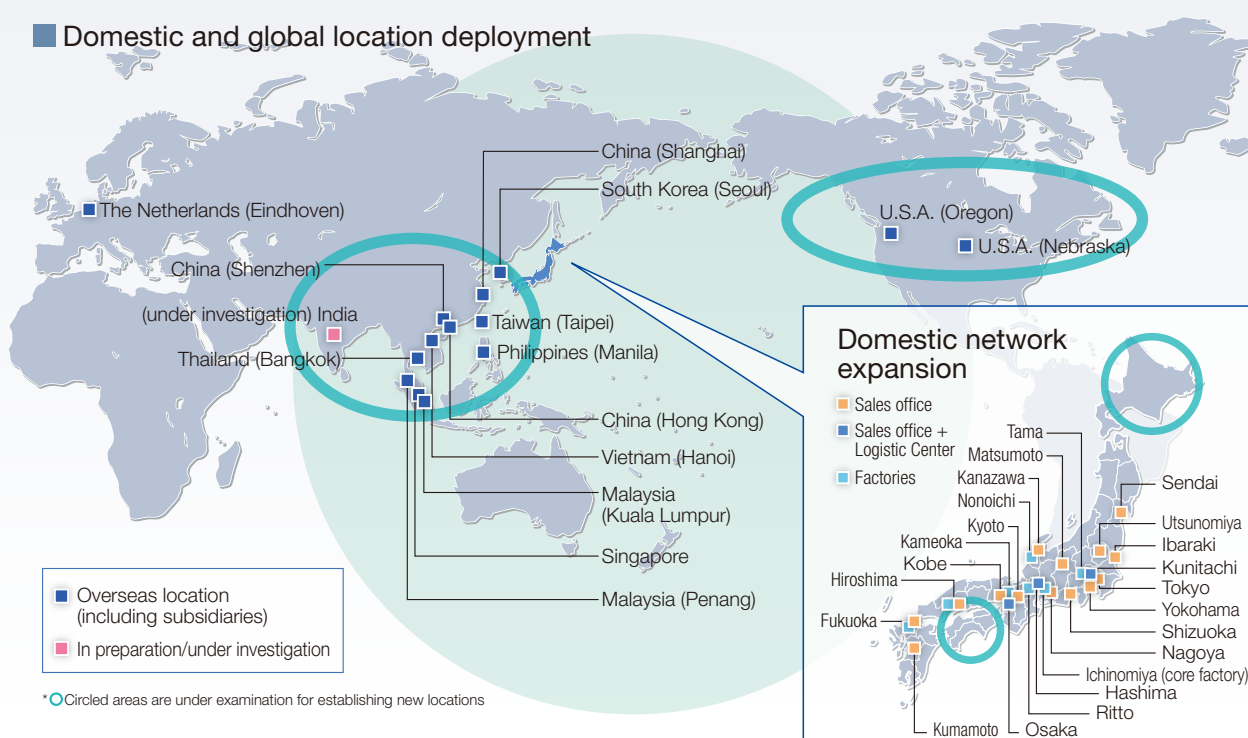 Domestic and global location deployment
China (Shanghai)
South Korea (Seoul)
The Netherlands (Eindhoven)
U.S.A. (Oregon)
U.S.A. (Nebraska)
China (Shenzhen)
(under investigation) India
Taiwan (Taipei)
Thailand (Bangkok)
Philippines (Manila)
China (Hong Kong)
Vietnam (Hanoi)
Malaysia
(Kuala Lumpur)
Singapore
Malaysia (Penang)
Overseas location
(including subsidiaries)
In preparation/under investigation
*Circled areas are under examination for establishing new locations
Domestic network
expansion
Sales office
Sales office +
Logistic Center
Factories
Tama
Matsumoto
Kanazawa
Nonoichi
Kyoto
Kameoka
Kobe
Hiroshima
Fukuoka
Sendai
Utsunomiya
Ibaraki
Kunitachi
Tokyo
Yokohama
Shizuoka
Nagoya
Ichinomiya (core factory)
Hashima
Ritto
Kumamoto
Osaka